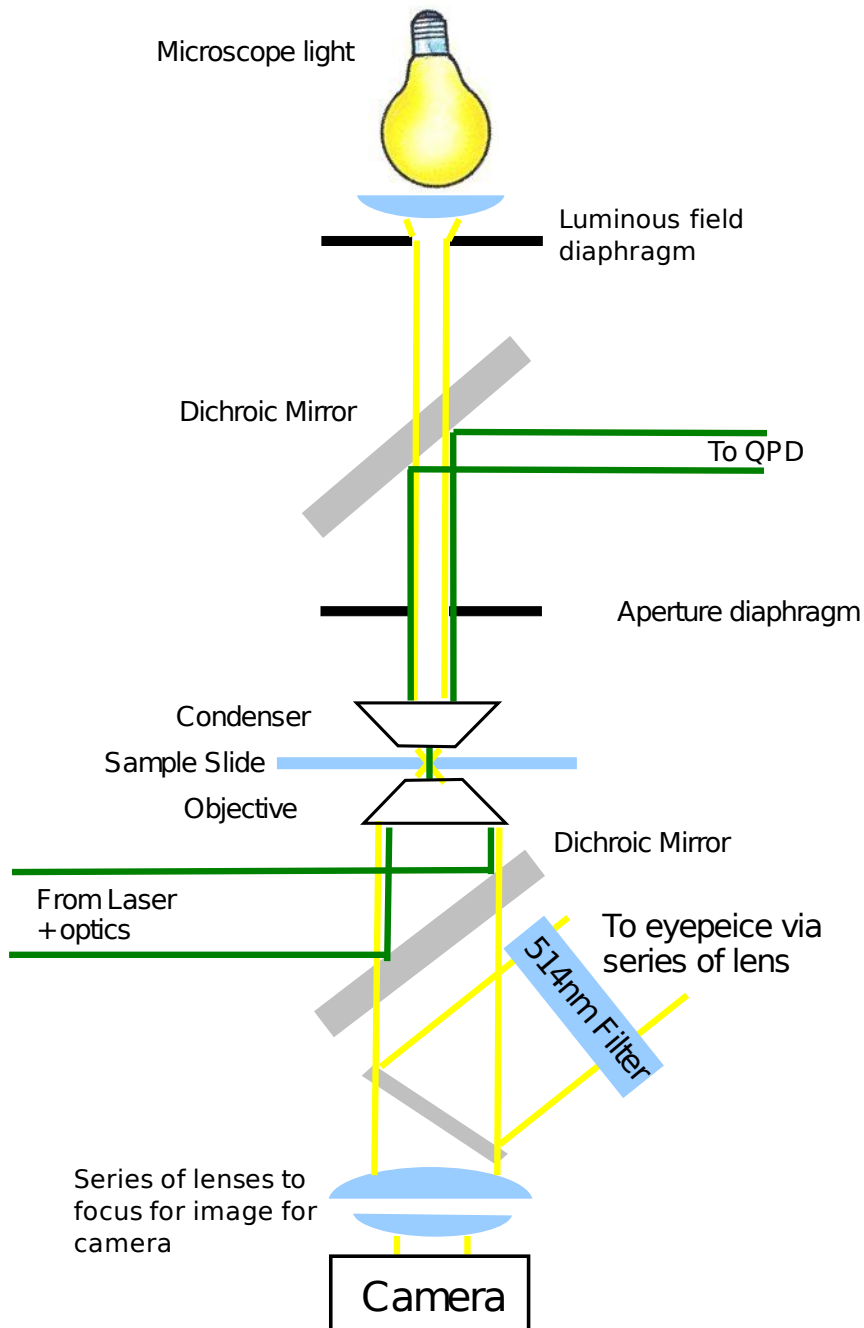 Microscope light
Luminous field
diaphragm
Dichroic Mirror
To QPD
Aperture diaphragm
Condenser
Sample Slide
Objective
Dichroic Mirror
From Laser
+optics
To eyepeice via
series of lens
514nm Filter
Series of lenses to
focus for image for
camera
Camera